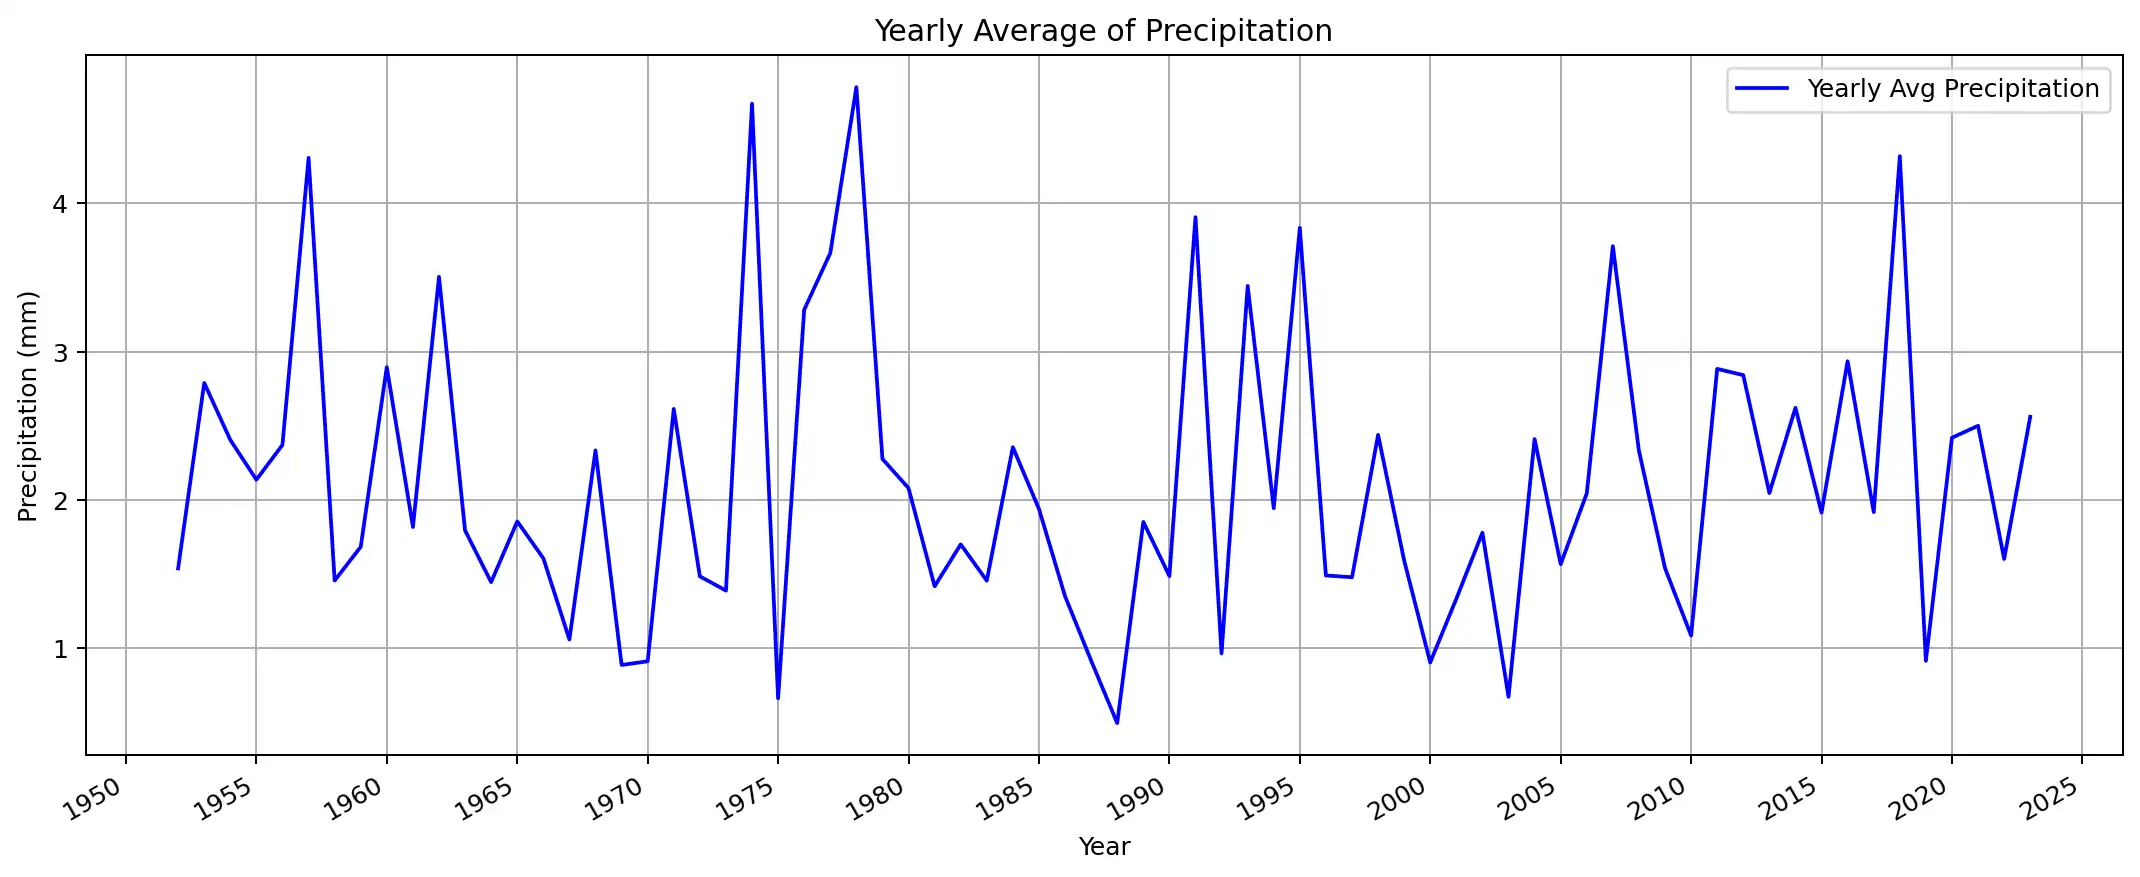 Yearly Average of Precipitation
Yearly Avg Precipitation
Precipitation (mm)
4
3
2
1
1950 1955 1960 1965 1970 1975 1980 1985 1990 1995 2000 2005 2010 2015 2020 2025
Year